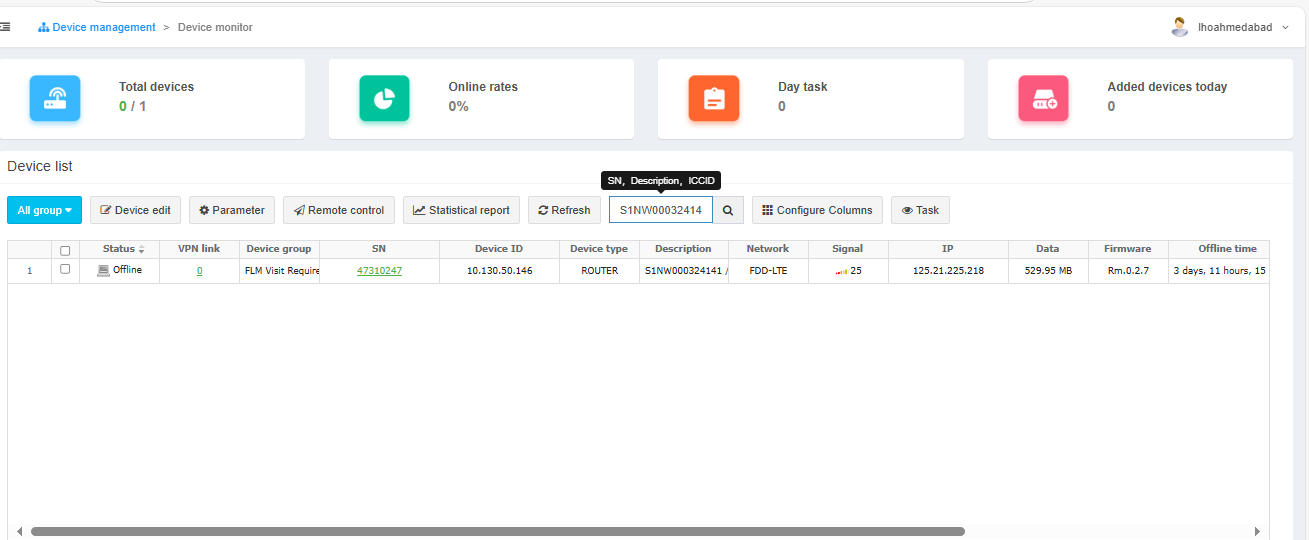 Device management > Device monitor
lhoahmedabad
Total devices
0 / 1
Online rates
0%
Day task
0
Added devices today
0
Device list
SN, Description, ICCID
All group
Device edit
Parameter
Remote control
Statistical report
Refresh
S1NW00032414
Configure Columns
Task
Status VPN link Device group SN Device ID Device type Description Network Signal IP Data Firmware Offline time
1 Offline 0 FLM Visit Require 47310247 10.130.50.146 ROUTER S1NW000324141 / FDD-LTE 25 125.21.225.218 529.95 MB Rm.0.2.7 3 days, 11 hours, 15